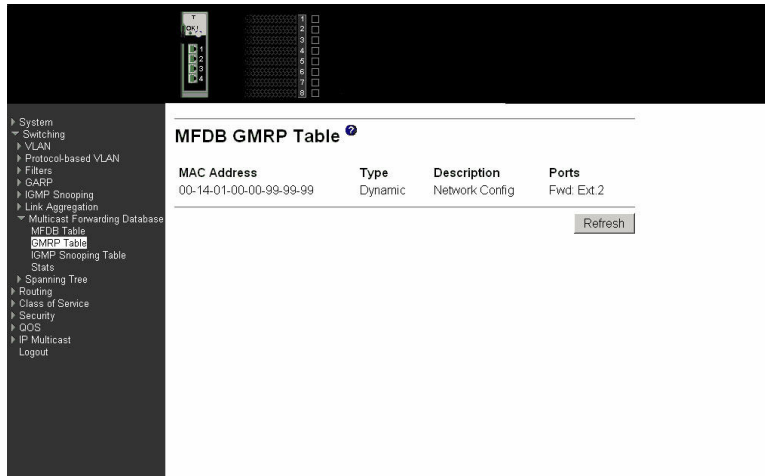 T
OK!
1
2
3
4
1
2
3
4
5
6
7
8
System
Switching
VLAN
Protocol-based VLAN
Filters
GARP
IGMP Snooping
Link Aggregation
Multicast Forwarding Database
MFDB Table
GMRP Table
IGMP Snooping Table
Stats
Spanning Tree
Routing
Class of Service
Security
QOS
IP Multicast
Logout
MFDB GMRP Table ?
MAC Address Type Description Ports
00-14-01-00-00-99-99-99 Dynamic Network Config Fwd: Ext.2
Refresh